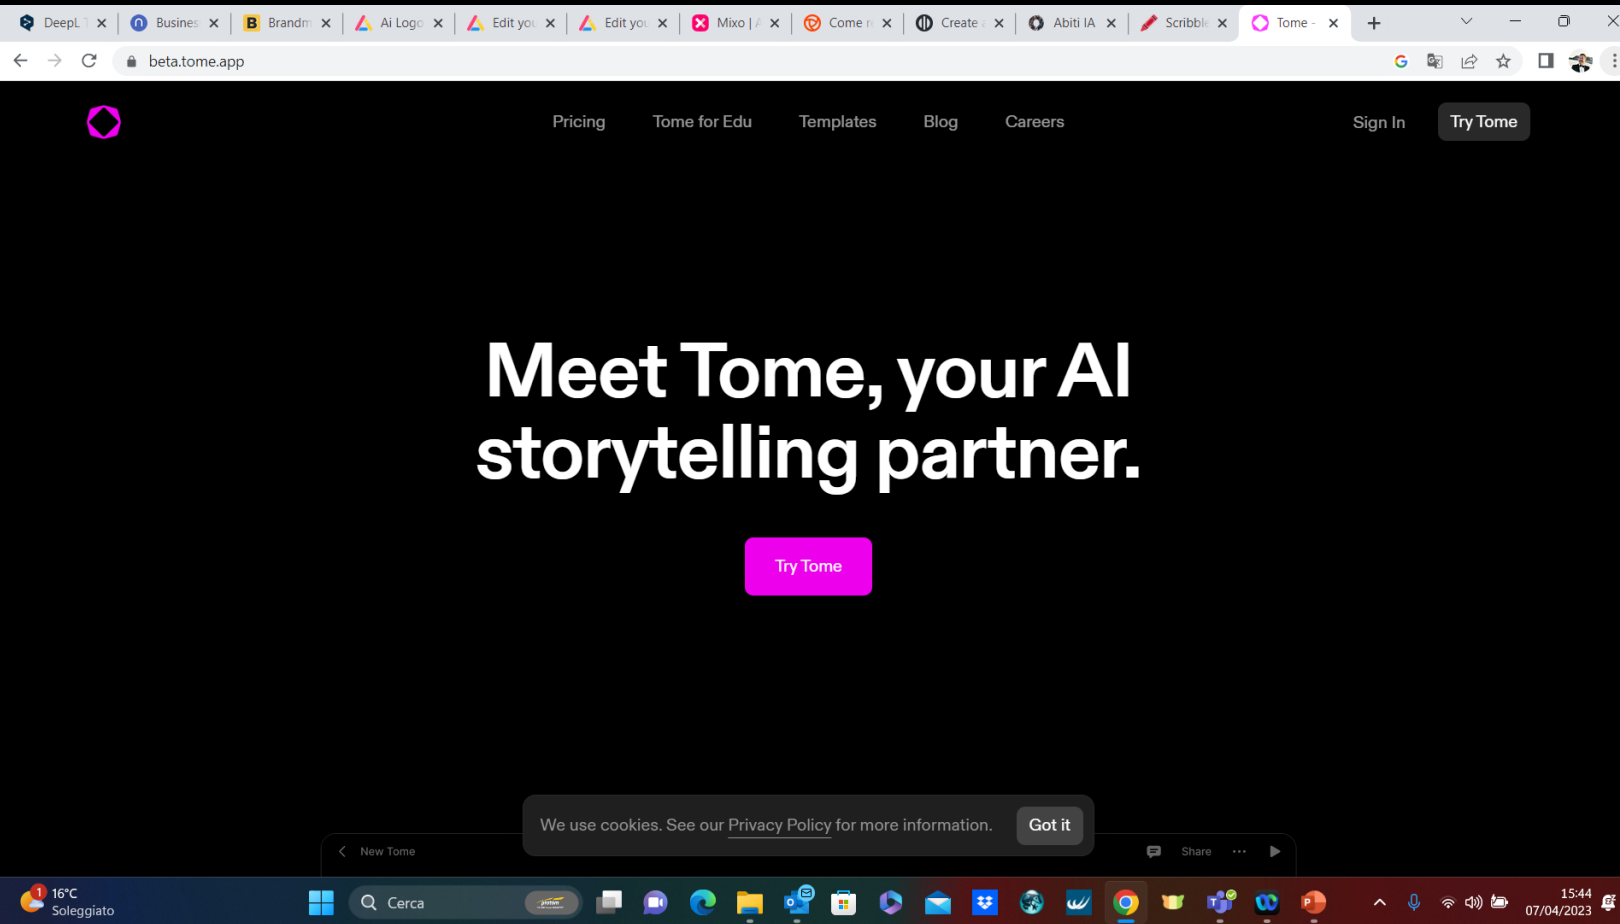 DeepL T
Busines
Brandm
Ai Logo
Edit you
Edit you
Mixo | A
Come r
Create a
Abiti IA
Scribble
Tome -
beta.tome.app
Pricing
Tome for Edu
Templates
Blog
Careers
Sign In
Try Tome
Meet Tome, your AI
storytelling partner.
Try Tome
We use cookies. See our Privacy Policy for more information.
Got it
New Tome
Share
1
16°C
Soleggiato
Cerca
15:44
07/04/2023